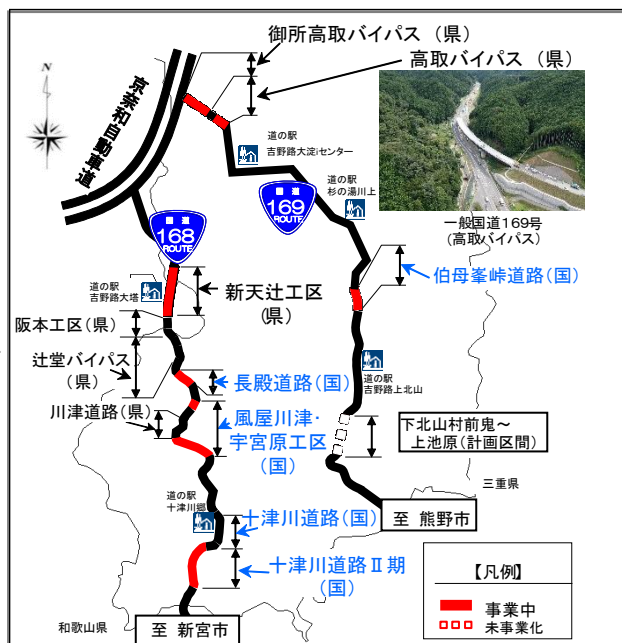 御所高取バイパス (県)
高取バイパス (県)
N
京奈和自動車道
道の駅
吉野路大淀iセンター
道の駅
杉の湯川上
国道
169
ROUTE
一般国道169号
(高取バイパス)
国道
168
ROUTE
伯母峯峠道路(国)
道の駅
吉野路大塔
新天辻工区
(県)
阪本工区(県)
辻堂バイパス
(県)
長殿道路(国)
道の駅
吉野路上北山
川津道路(県)
風屋川津・
宇宮原工区
(国)
下北山村前鬼～
上池原(計画区間)
三重県
道の駅
十津川郷
十津川道路(国)
至 熊野市
十津川道路Ⅱ期
(国)
【凡例】
事業中
未事業化
和歌山県
至 新宮市